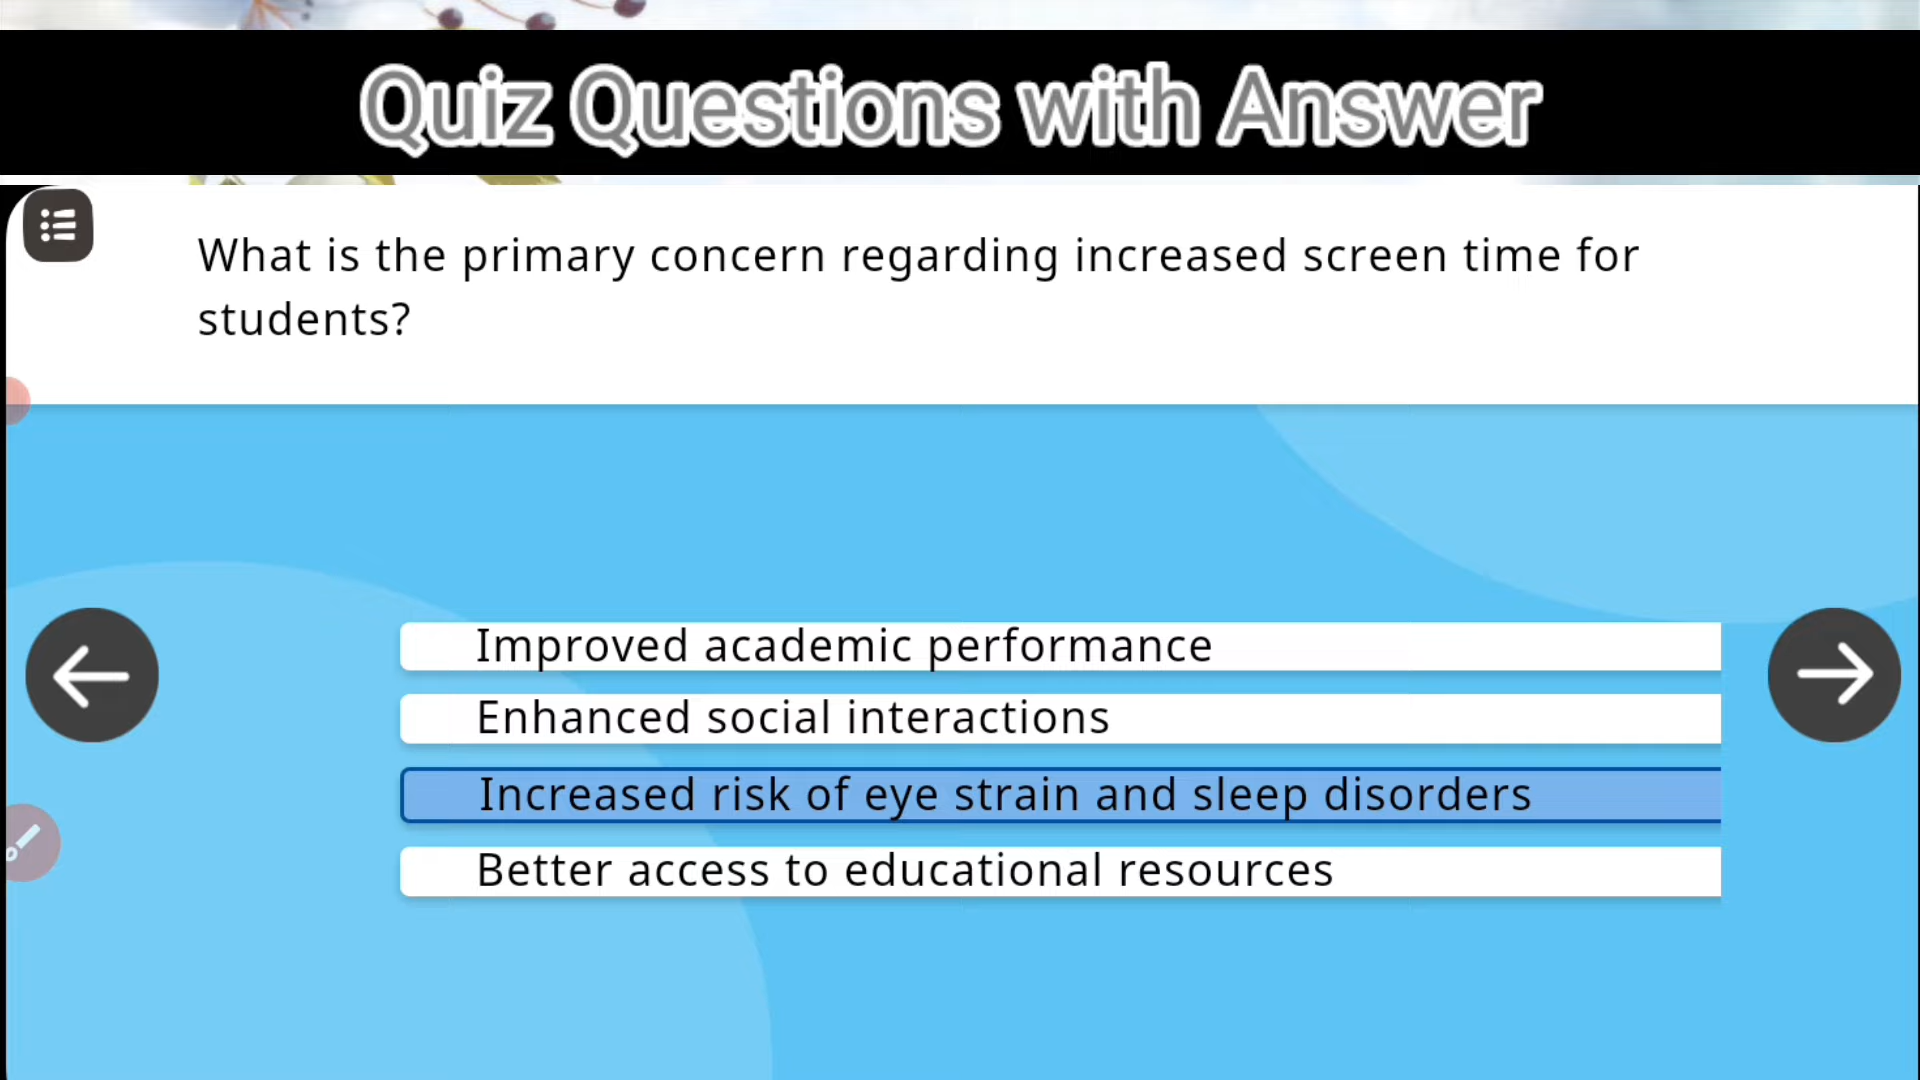 Quiz Questions with Answer
What is the primary concern regarding increased screen time for
students?
Improved academic performance
Enhanced social interactions
Increased risk of eye strain and sleep disorders
Better access to educational resources